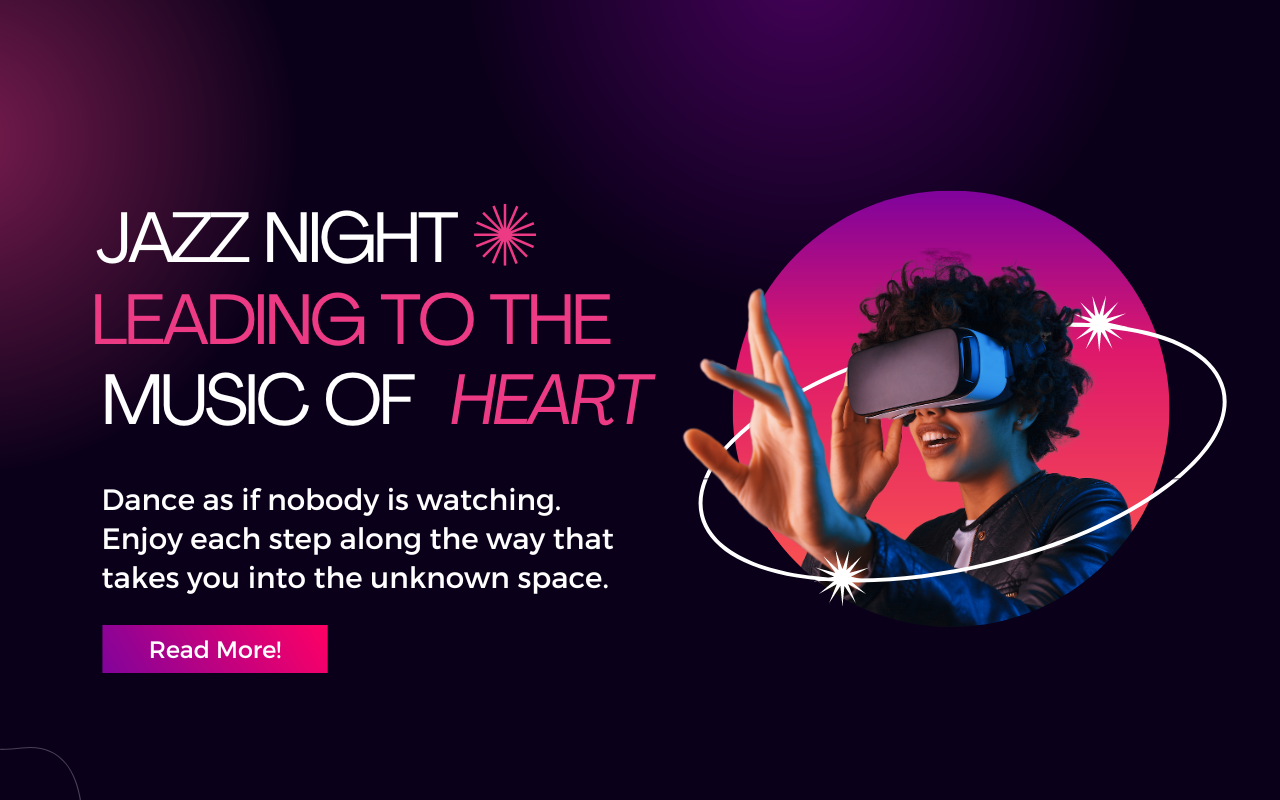 JAZZ NIGHT
LEADING TO THE
MUSIC OF HEART
Dance as if nobody is watching.
Enjoy each step along the way that
takes you into the unknown space.
Read More!